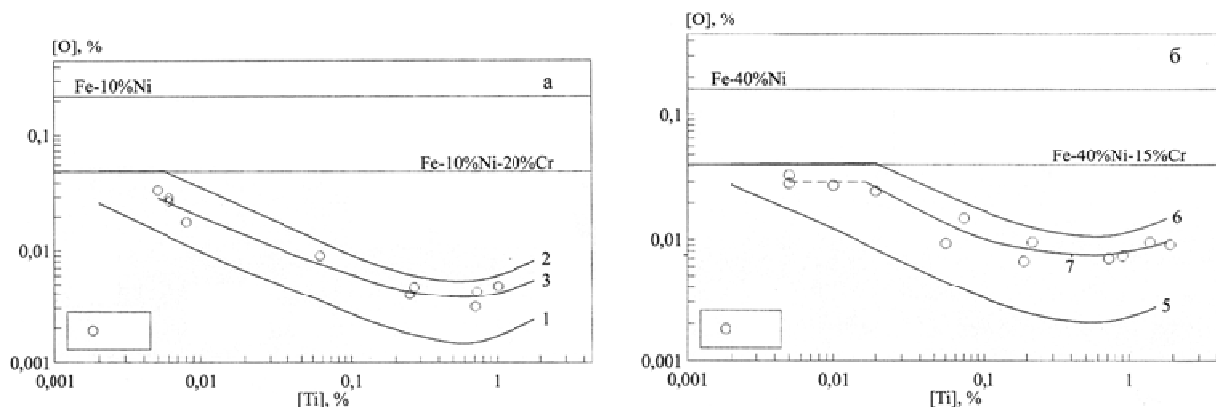 [O], %
Fe-10%Ni
а
0,1
Fe-10%Ni-20%Cr
0,01
2
3
1
0,001
0,001 0,01 0,1 1
[Ti], %
[O], %
б
Fe-40%Ni
0,1
Fe-40%Ni-15%Cr
0,01
6
7
5
0,001
0,001 0,01 0,1 1
[Ti], %